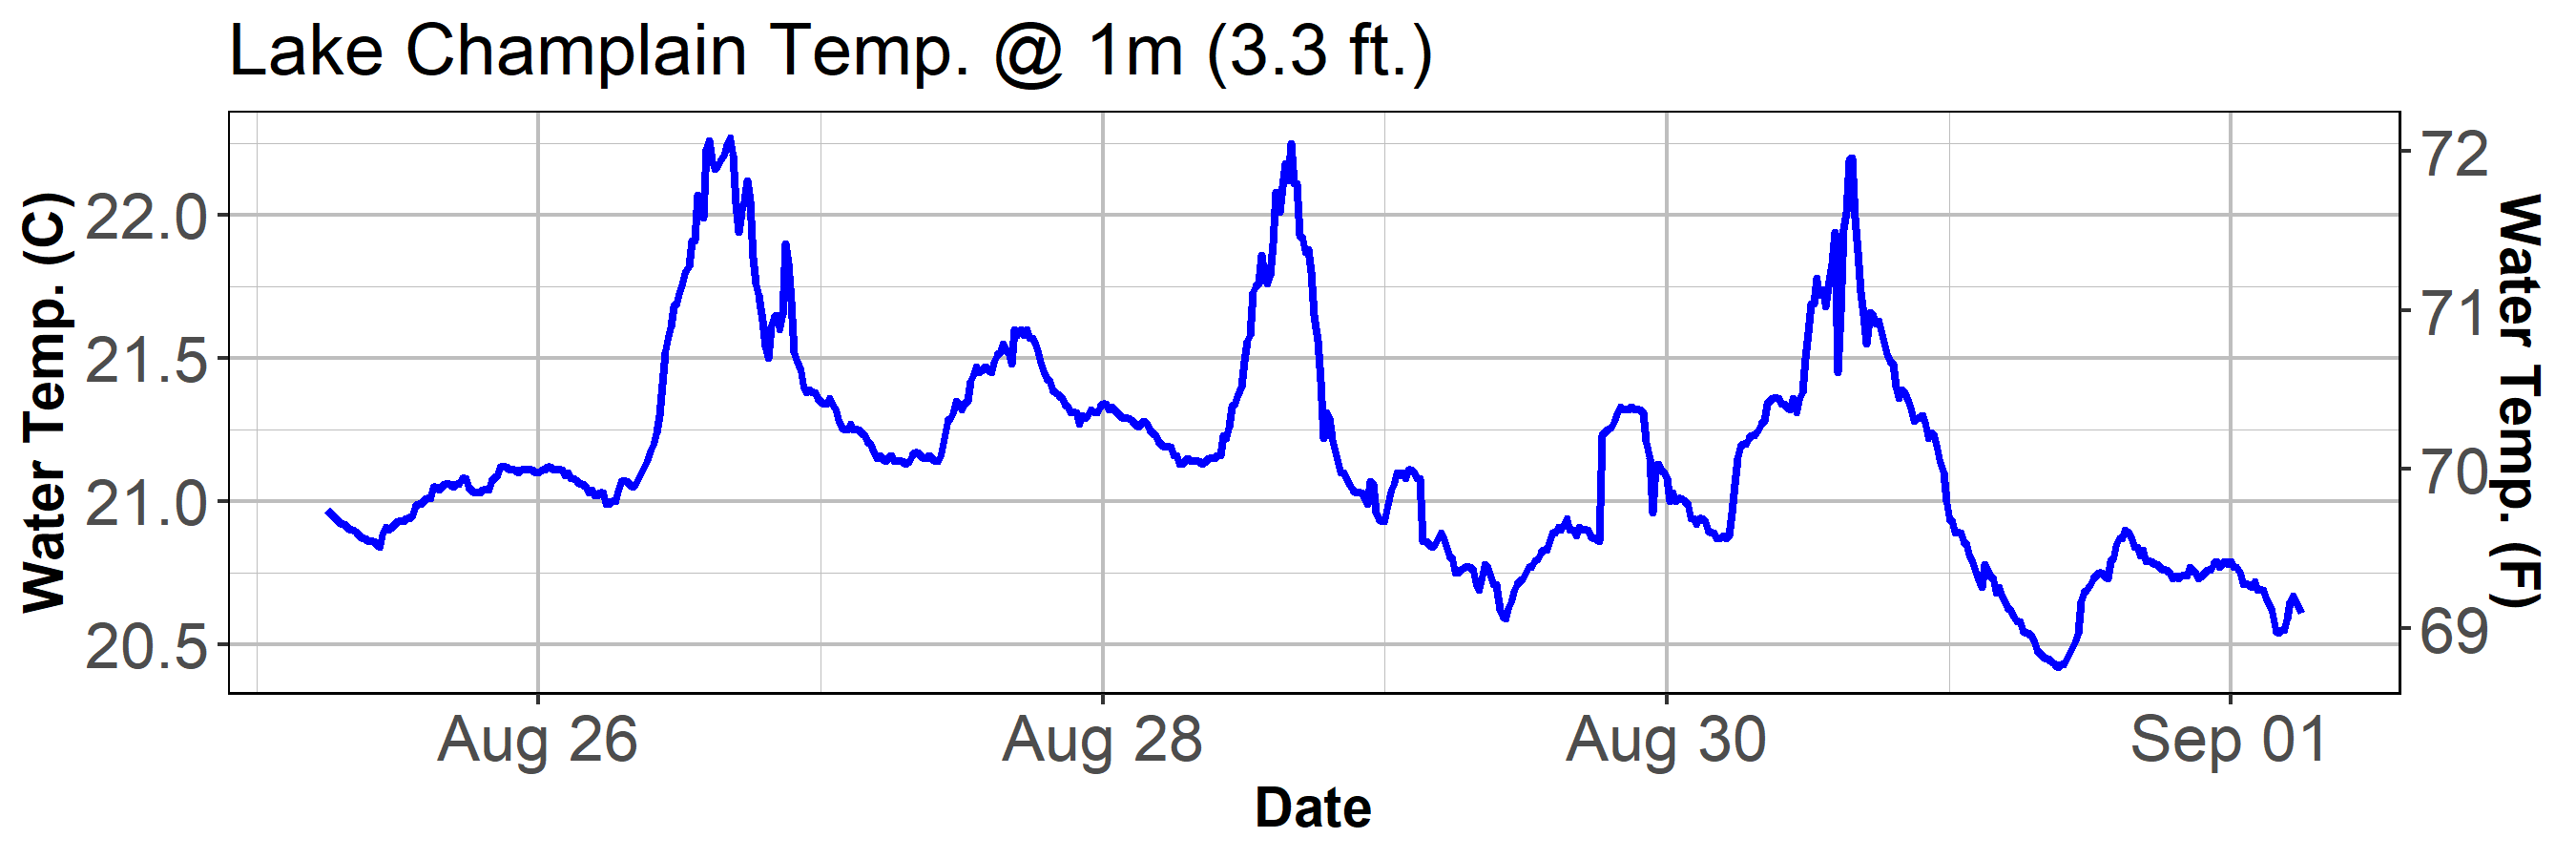 Lake Champlain Temp. @ 1m (3.3 ft.)
Water Temp. (C)
22.0
21.5
21.0
20.5
72
71
70
69
Water Temp. (F)
Aug 26
Aug 28
Aug 30
Sep 01
Date